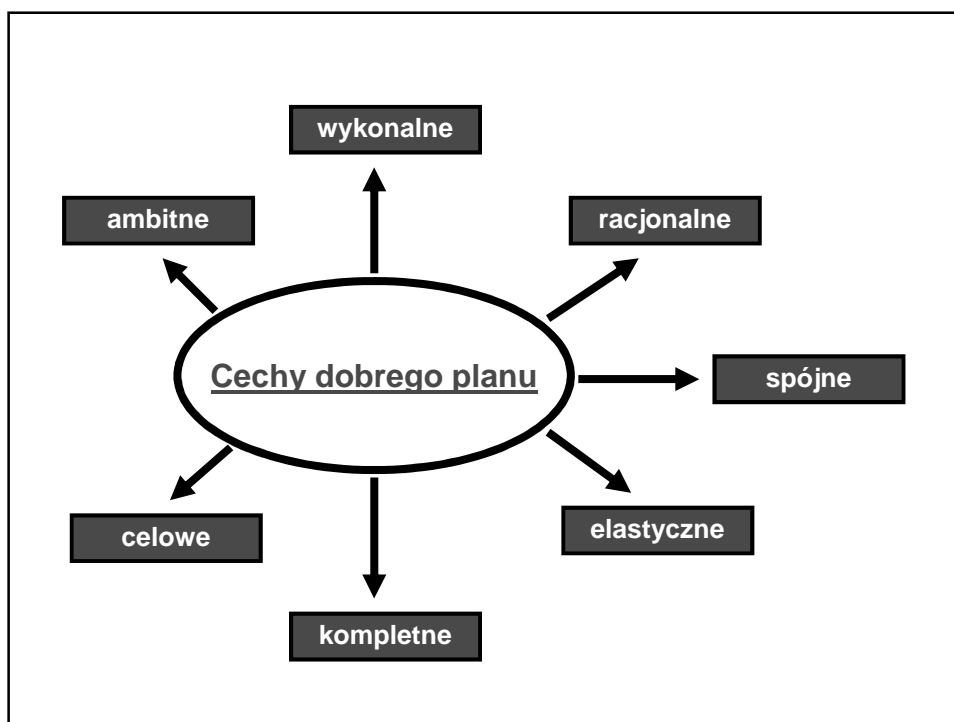 wykonalne
ambitne
racjonalne
Cechy dobrego planu
spójne
celowe
elastyczne
kompletne